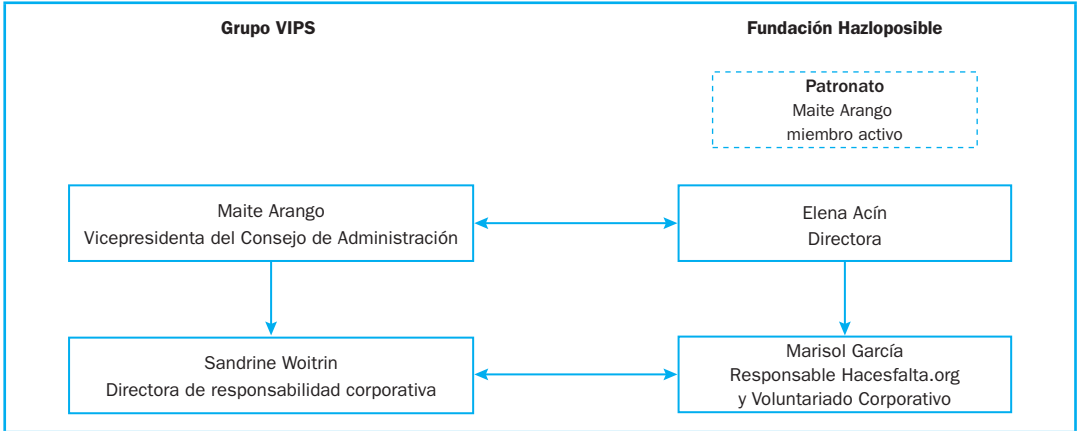 Grupo VIPS
Fundación Hazloposible
Patronato
Maite Arango
miembro activo
Maite Arango
Vicepresidenta del Consejo de Administración
Elena Acín
Directora
Sandrine Woitrin
Directora de responsabilidad corporativa
Marisol García
Responsable Hacesfalta.org
y Voluntariado Corporativo